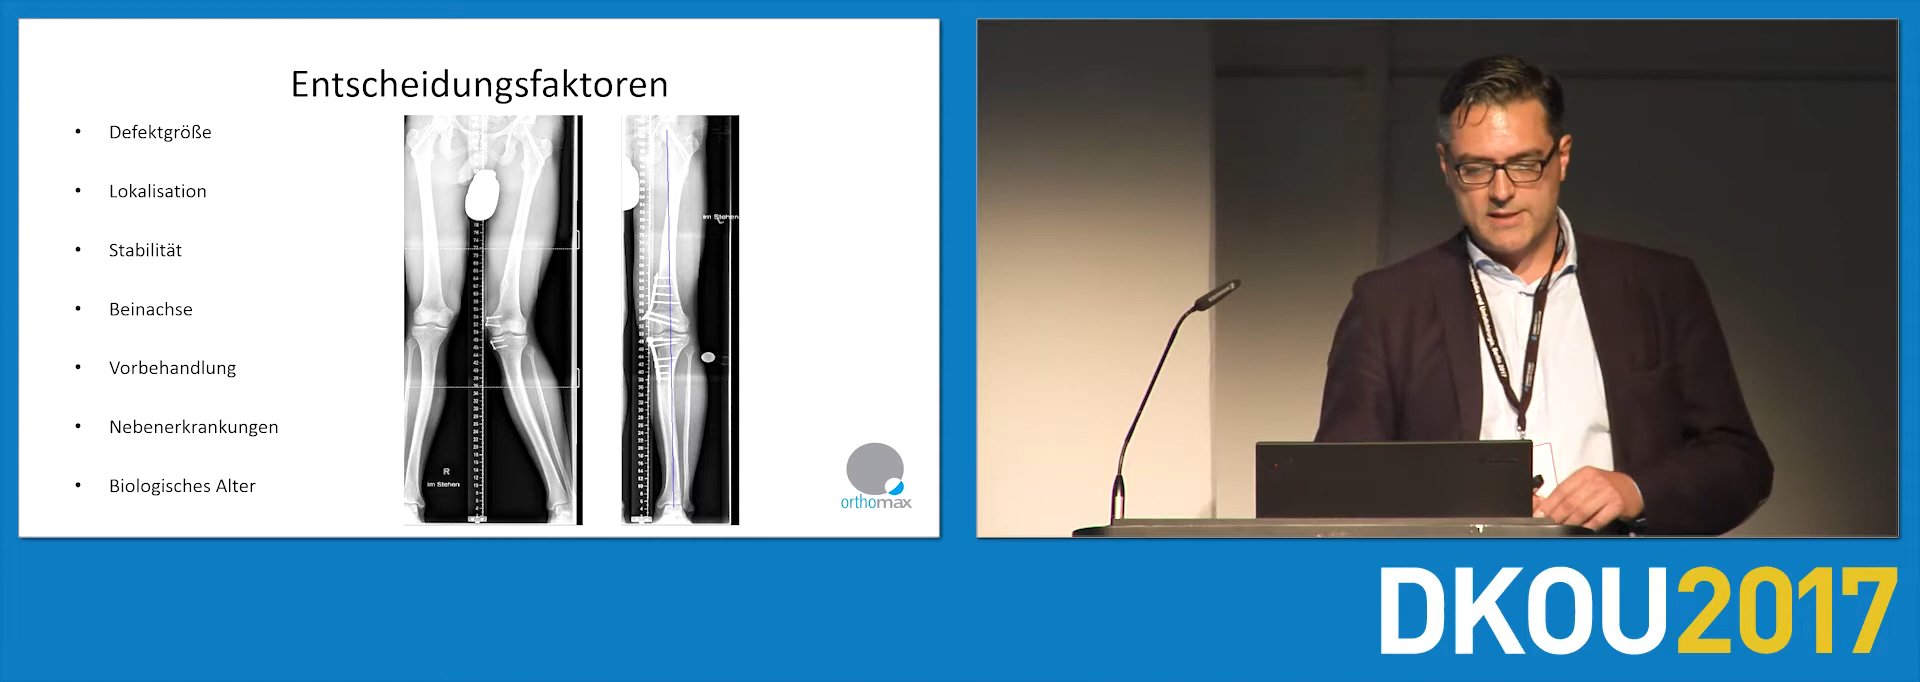 Entscheidungsfaktoren
• Defektgröße
• Lokalisation
• Stabilität
• Beinachse
• Vorbehandlung
• Nebenerkrankungen
• Biologisches Alter
im Stehen
R
im Stehen
orthomax
DKOU2017